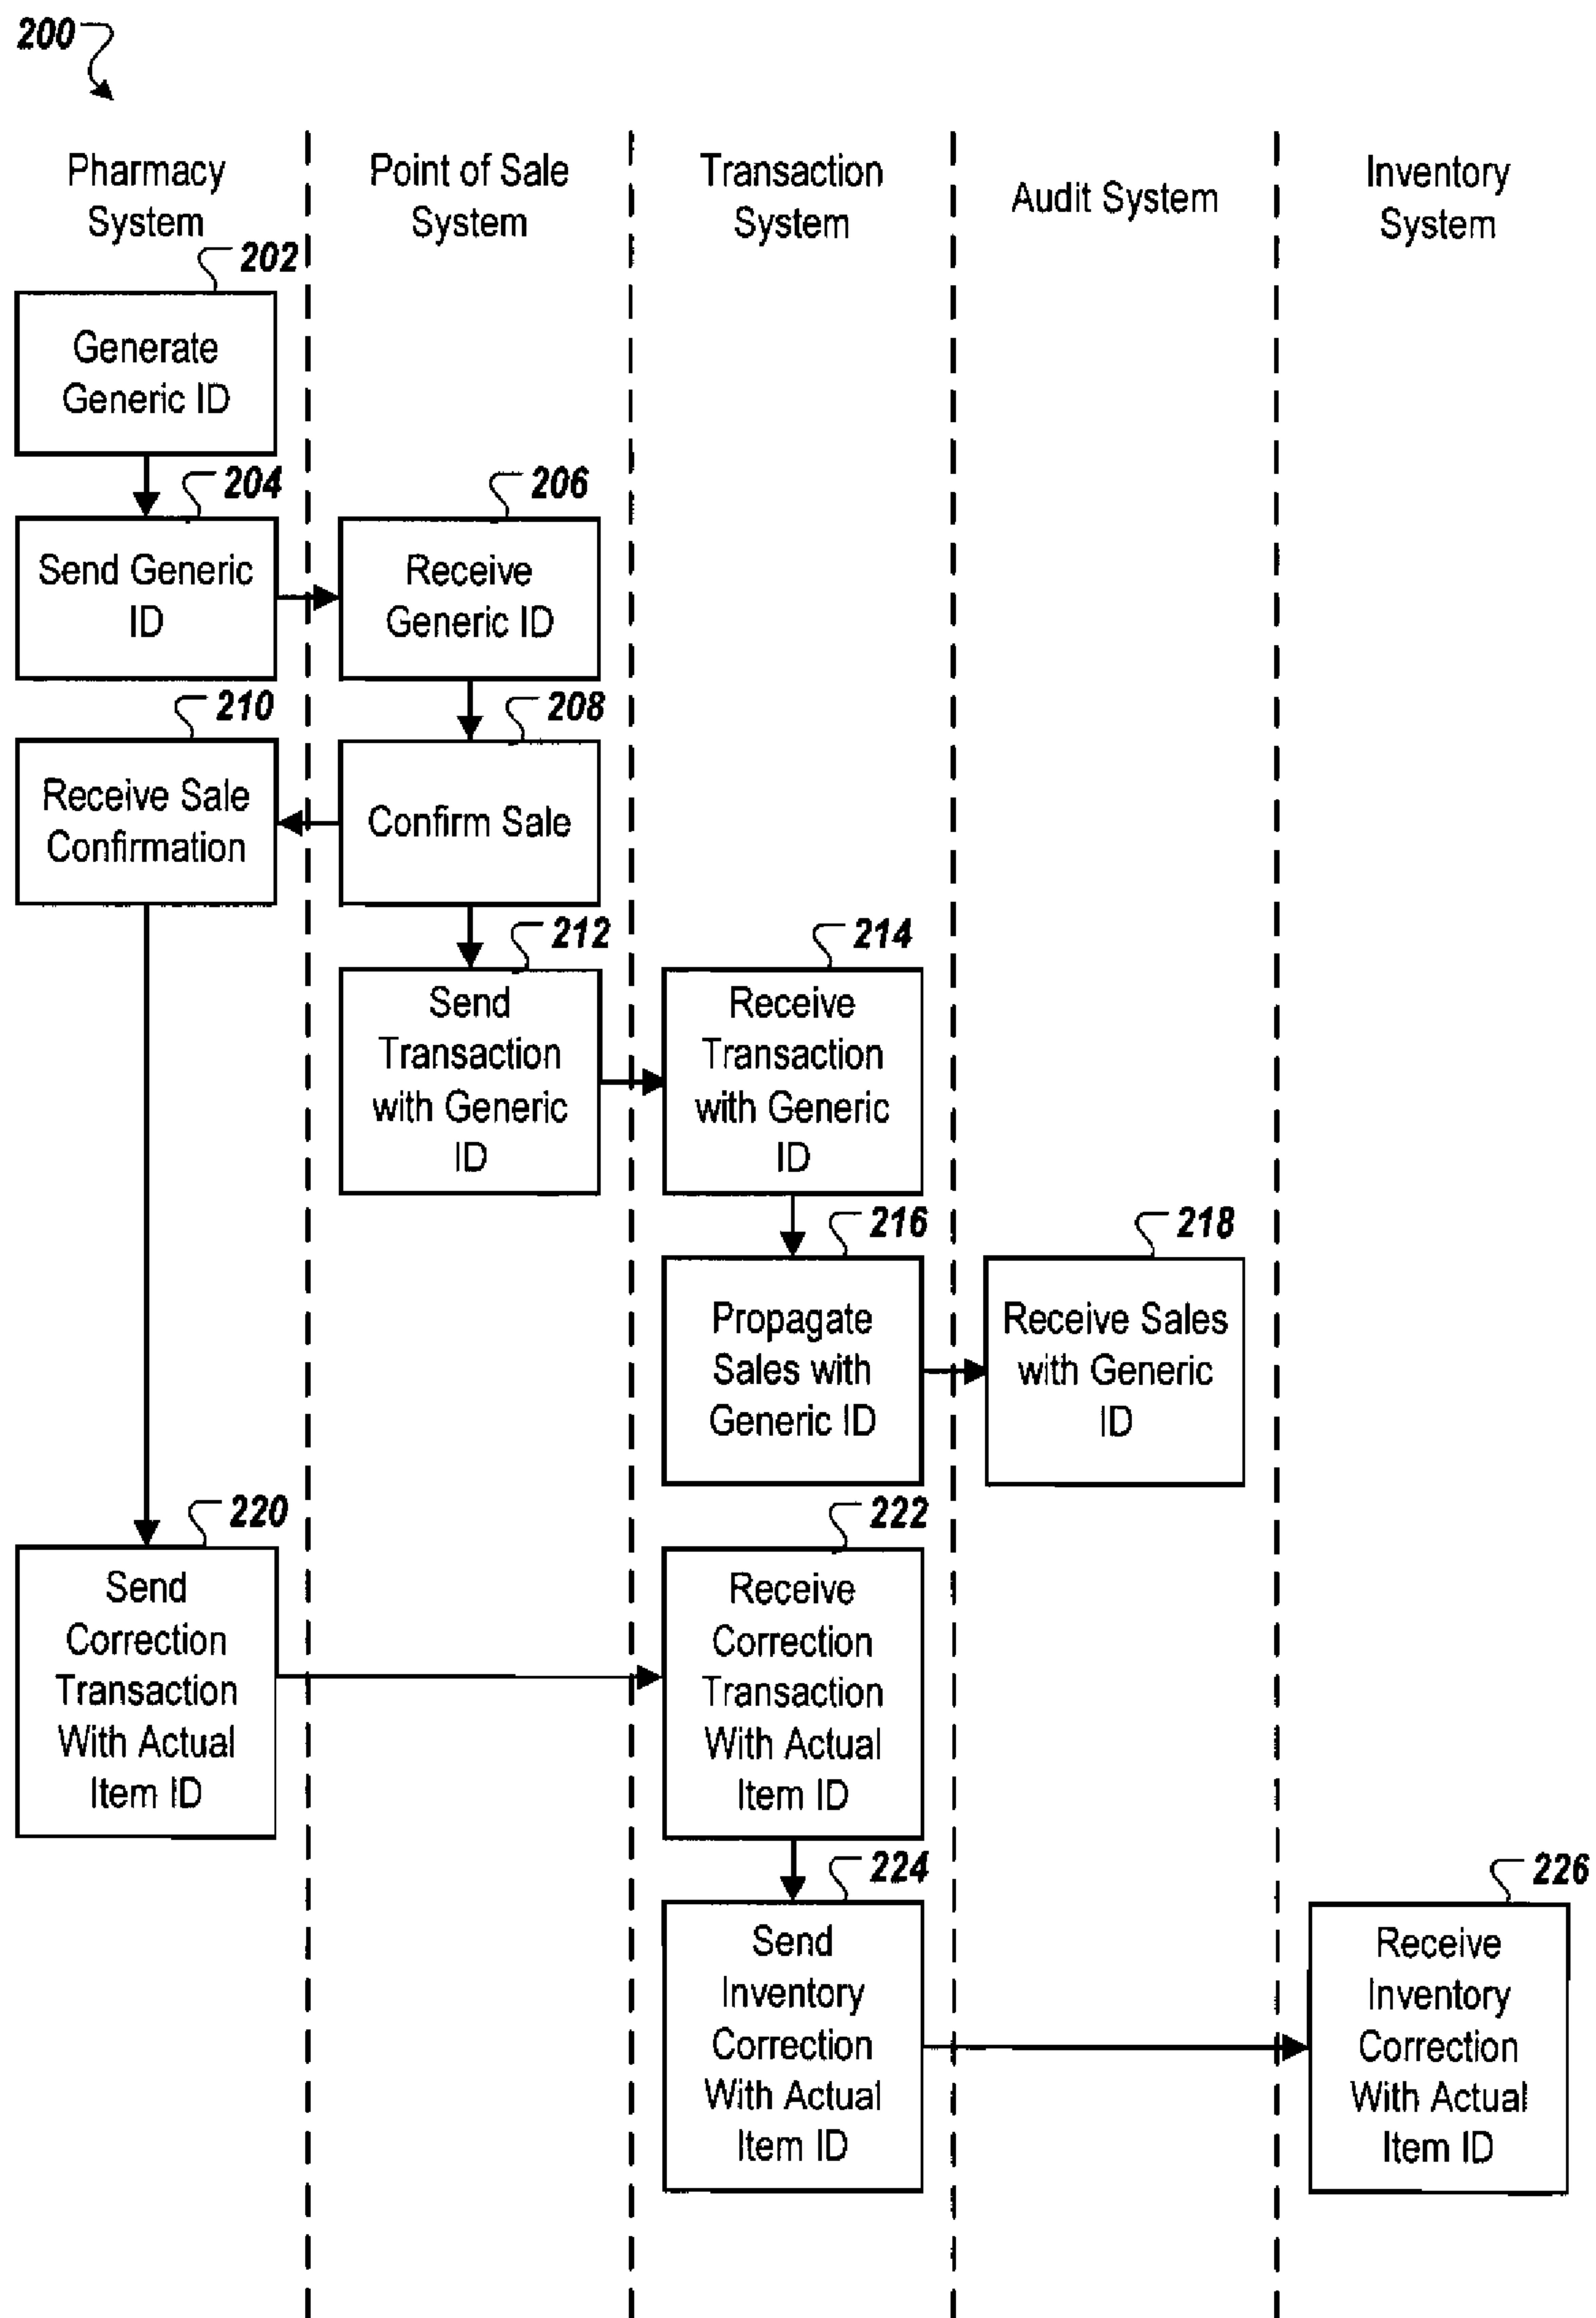 200
Pharmacy
System
Point of Sale
System
Transaction
System
Audit System
Inventory
System
202
Generate
Generic ID
204
Send Generic
ID
206
Receive
Generic ID
210
Receive Sale
Confirmation
208
Confirm Sale
212
Send
Transaction
with Generic
ID
214
Receive
Transaction
with Generic
ID
216
Propagate
Sales with
Generic ID
218
Receive Sales
with Generic
ID
220
Send
Correction
Transaction
With Actual
Item ID
222
Receive
Correction
Transaction
With Actual
Item ID
224
Send
Inventory
Correction
With Actual
Item ID
226
Receive
Inventory
Correction
With Actual
Item ID